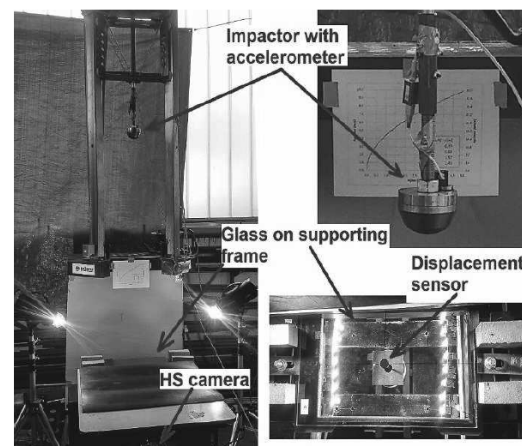 Impactor with
accelerometer
Glass on supporting
frame
Displacement
sensor
HS camera